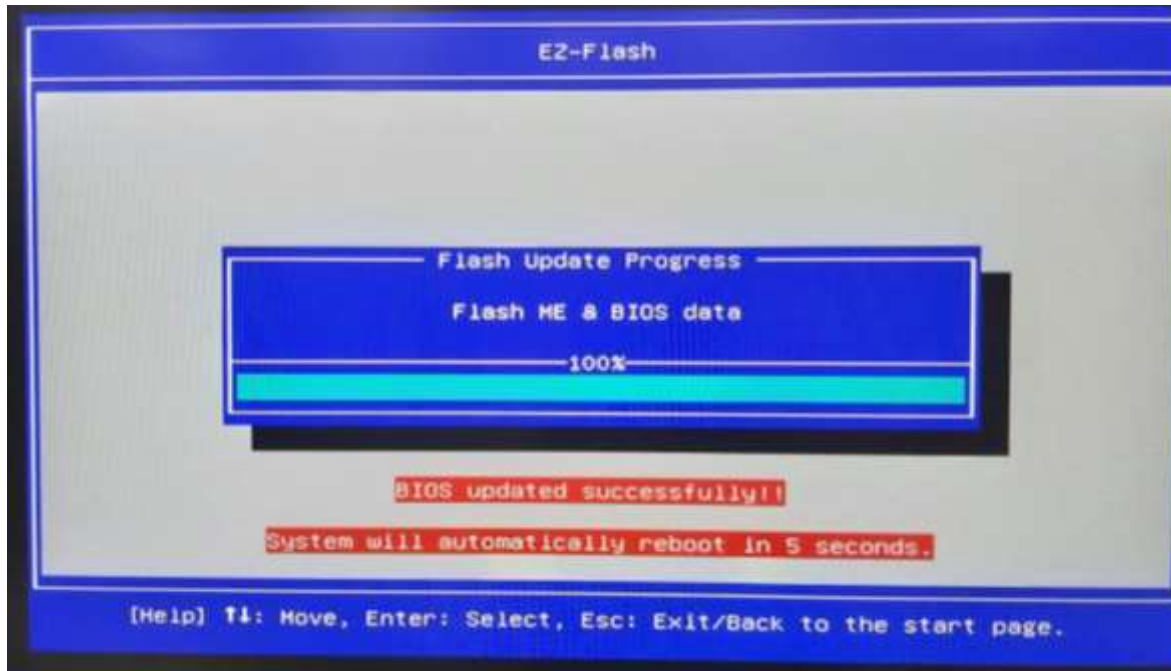 EZ-Flash
Flash Update Progress
Flash ME & BIOS data
100%
BIOS updated successfully!!
System will automatically reboot in 5 seconds.
[Help] ↑↓: Move, Enter: Select, Esc: Exit/Back to the start page.